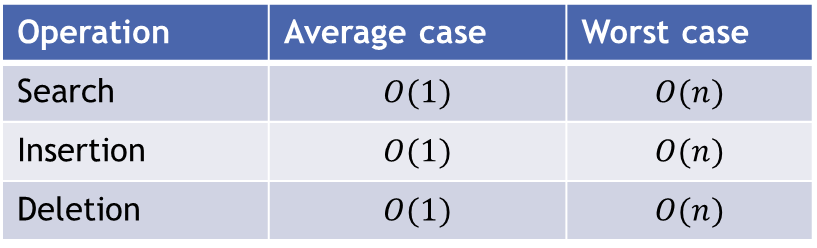 Operation Average case Worst case
Search O(1) O(n)
Insertion O(1) O(n)
Deletion O(1) O(n)